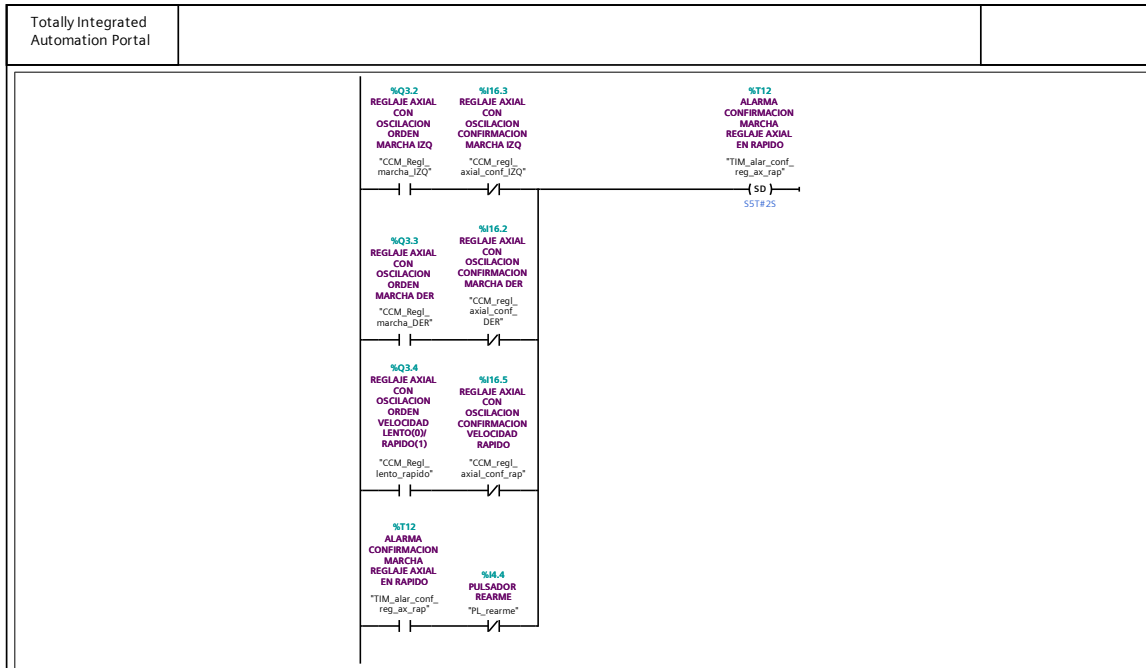 Totally Integrated
Automation Portal
%Q3.2
REGLAJE AXIAL
CON
OSCILACION
ORDEN
MARCHA IZQ
"CCM_Regl_
marcha_IZQ"
%I16.3
REGLAJE AXIAL
CON
OSCILACION
CONFIRMACION
MARCHA IZQ
"CCM_regl_
axial_conf_IZQ"
%T12
ALARMA
CONFIRMACION
MARCHA
REGLAJE AXIAL
EN RAPIDO
"TIM_alar_conf_
reg_ax_rap"
SD
S5T#2S
%Q3.3
REGLAJE AXIAL
CON
OSCILACION
ORDEN
MARCHA DER
"CCM_Regl_
marcha_DER"
%I16.2
REGLAJE AXIAL
CON
OSCILACION
CONFIRMACION
MARCHA DER
"CCM_regl_
axial_conf_
DER"
%Q3.4
REGLAJE AXIAL
CON
OSCILACION
ORDEN
VELOCIDAD
LENTO(0)/
RAPIDO(1)
"CCM_Regl_
lento_rapido"
%I16.5
REGLAJE AXIAL
CON
OSCILACION
CONFIRMACION
VELOCIDAD
RAPIDO
"CCM_regl_
axial_conf_rap"
%T12
ALARMA
CONFIRMACION
MARCHA
REGLAJE AXIAL
EN RAPIDO
"TIM_alar_conf_
reg_ax_rap"
%I4.4
PULSADOR
REARME
"PL_rearme"